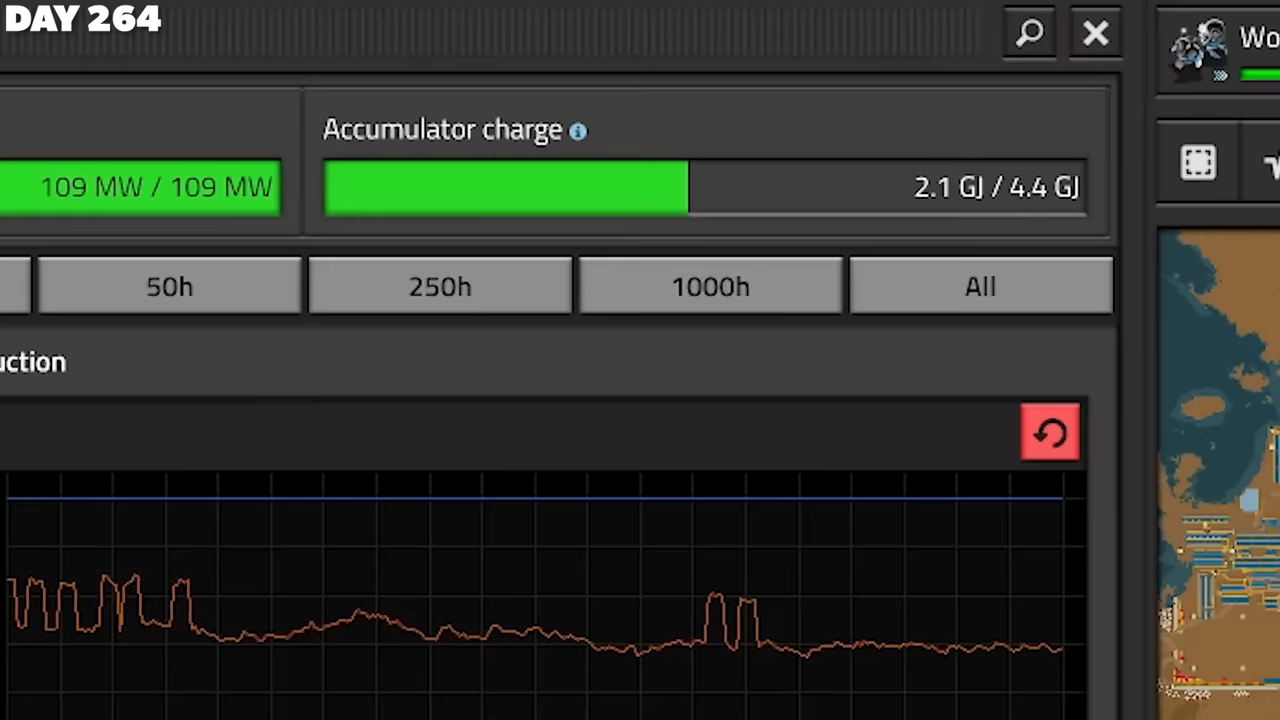 DAY 264
Wo
Accumulator charge
109 MW / 109 MW
2.1 GJ / 4.4 GJ
50h
250h
1000h
All
uction